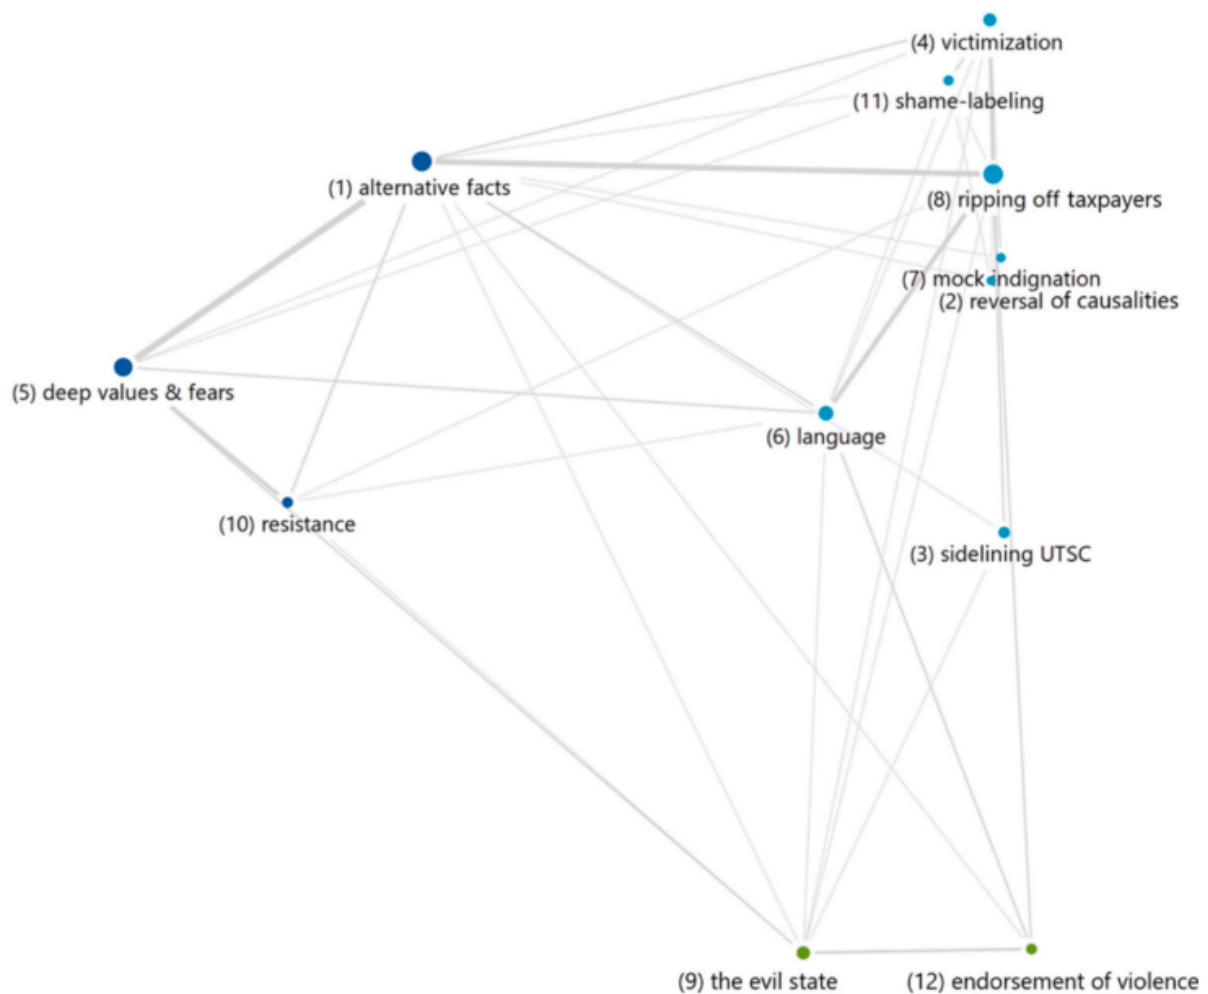 (4) victimization
(11) shame-labeling
(1) alternative facts
(8) ripping off taxpayers
(7) mock indignation
(2) reversal of causalities
(5) deep values & fears
(6) language
(10) resistance
(3) sidelining UTSC
(9) the evil state
(12) endorsement of violence